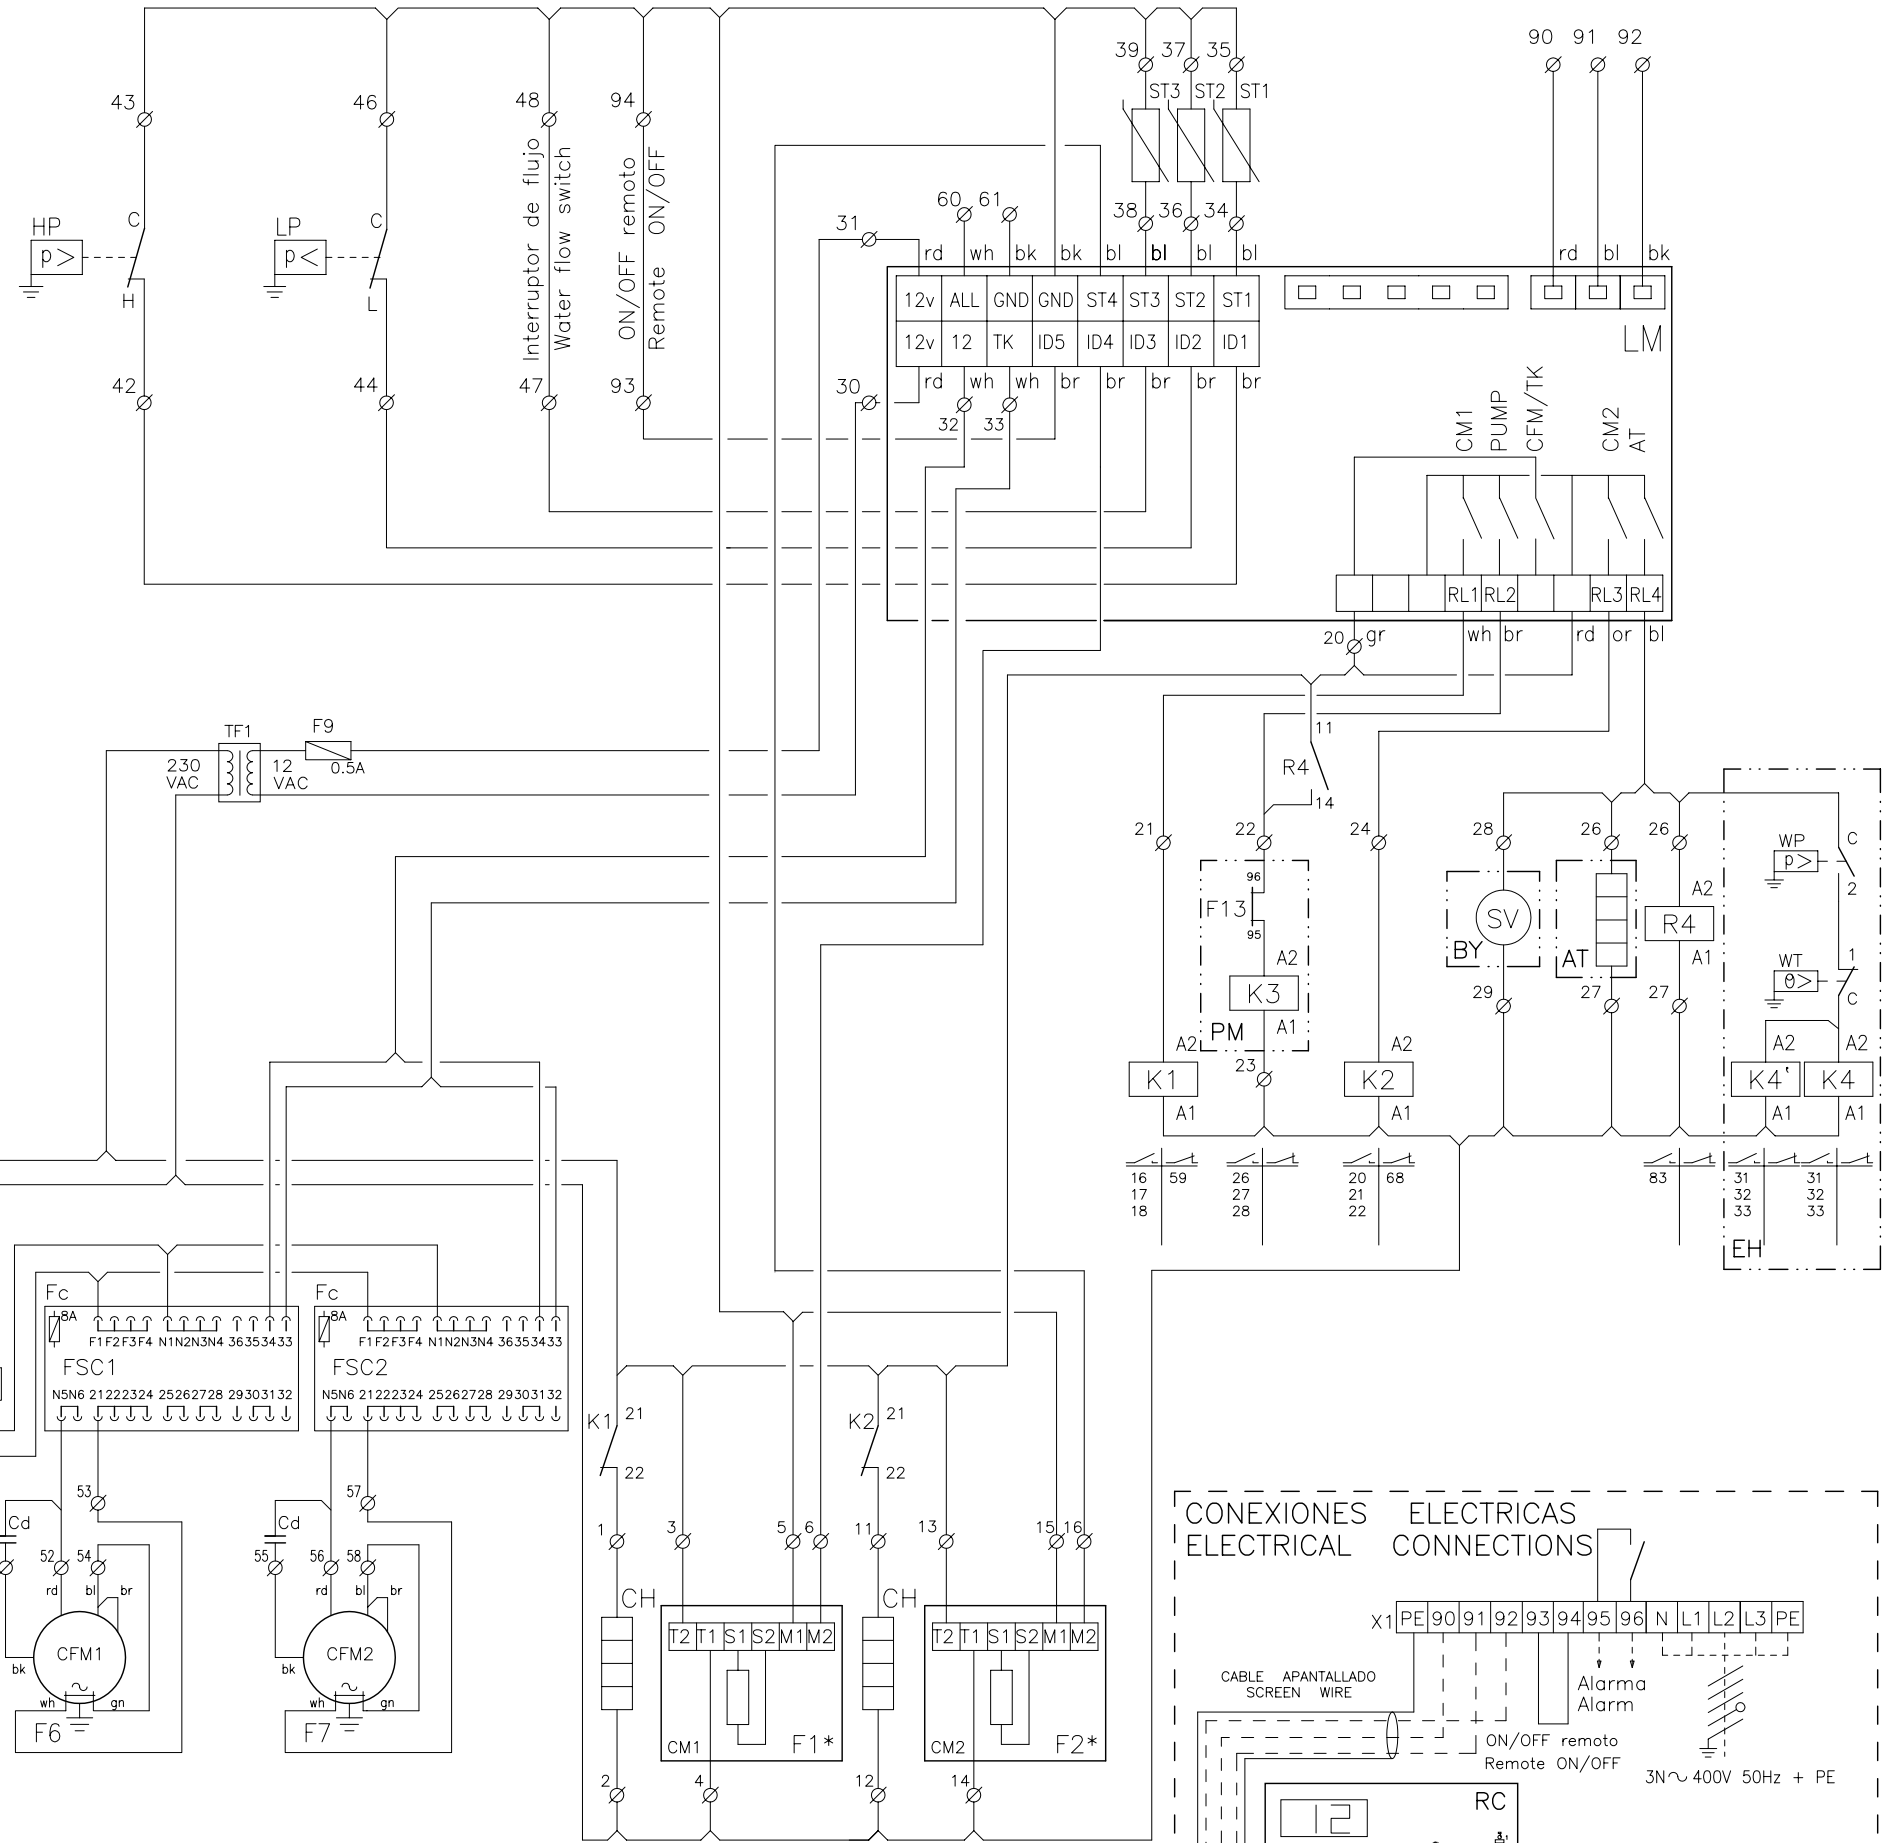 43
46
48
94
39
37
35
90
91
92
ST3
ST2
ST1
Interruptor de flujo
Water flow switch
ON/OFF remoto
Remote ON/OFF
HP
p>
C
H
LP
p<
C
L
31
60
61
38
36
34
rd wh bk bk bl bl bl bl
rd bl bk
12v ALL GND GND ST4 ST3 ST2 ST1
12v 12 TK ID5 ID4 ID3 ID2 ID1
LM
rd wh wh br br br br br
42
44
47
93
30
32
33
CM1
PUMP
CFM/TK
CM2
AT
RL1 RL2 RL3 RL4
20 gr wh br rd or bl
TF1
F9
230
VAC
12
VAC
0.5A
11
R4
14
21
22
24
28
26
26
WP
p>
C
2
96
F13
95
A2
K3
A1
PM
23
SV
BY
29
AT
27
A2
R4
A1
27
WT
θ>
1
C
A2
K1
A1
A2
K2
A1
A2
K4'
A1
A2
K4
A1
16 59
17
18
26
27
28
20 68
21
22
83
31
32
33
31
32
33
EH
Fc
8A
F1F2F3F4 N1N2N3N4 36353433
FSC1
N5N6 21222324 25262728 29303132
Fc
8A
F1F2F3F4 N1N2N3N4 36353433
FSC2
N5N6 21222324 25262728 29303132
K1
21
22
K2
21
22
53
Cd
52
54
rd
bl
br
CFM1
bk
wh
gn
F6
57
Cd
55
56
58
rd
bl
br
CFM2
bk
wh
gn
F7
1
3
5
6
11
13
15
16
CH
T2 T1 S1 S2 M1 M2
CM1
F1*
CH
T2 T1 S1 S2 M1 M2
CM2
F2*
2
4
12
14
CONEXIONES ELECTRICAS
ELECTRICAL CONNECTIONS
X1 PE 90 91 92 93 94 95 96 N L1 L2 L3 PE
CABLE APANTALLADO
SCREEN WIRE
Alarma
Alarm
ON/OFF remoto
Remote ON/OFF
3N~ 400V 50Hz + PE
RC
12